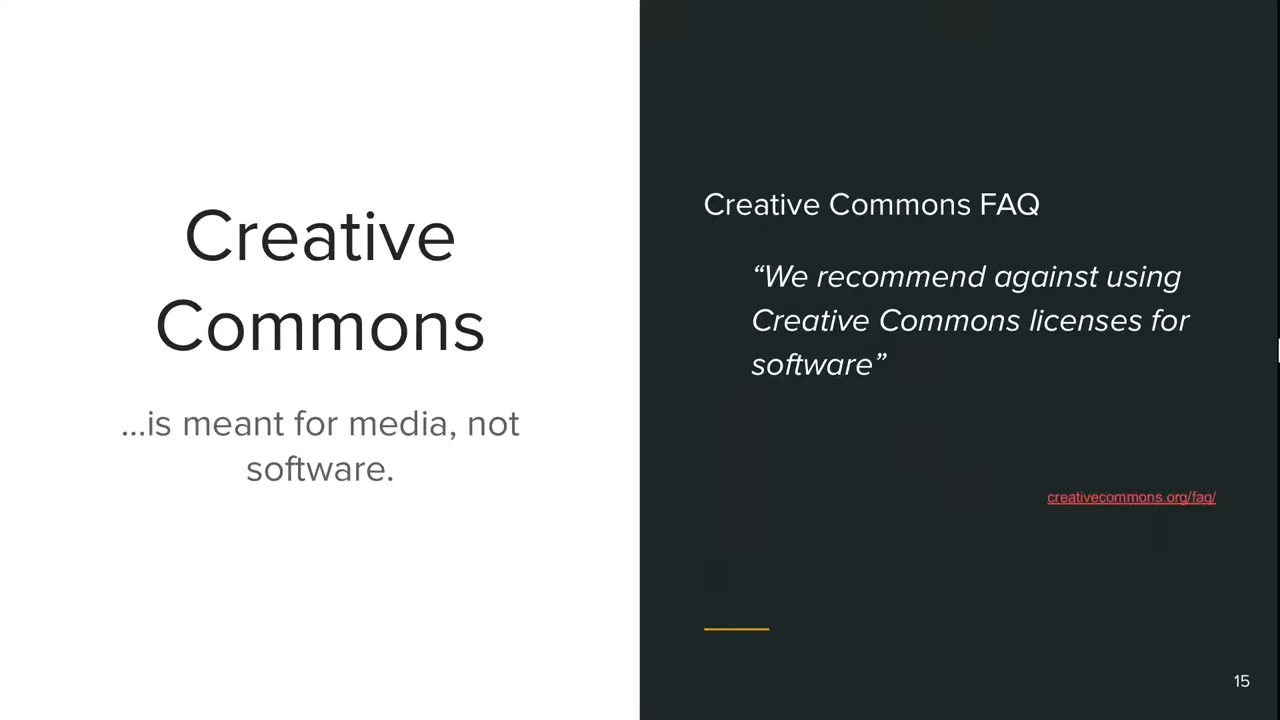 Creative
Commons
...is meant for media, not
software.
Creative Commons FAQ
“We recommend against using
Creative Commons licenses for
software”
creativecommons.org/faq/
15